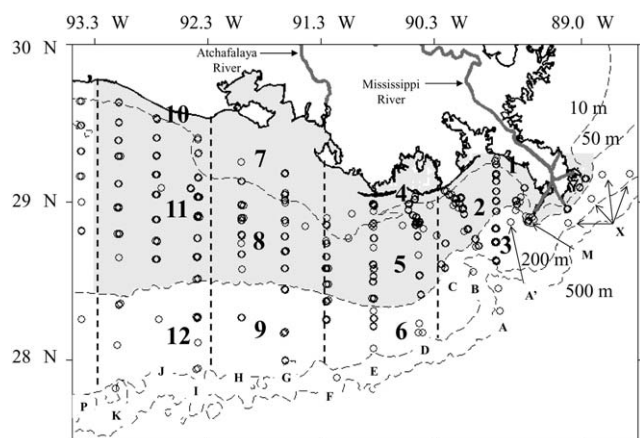 93.3 W 92.3 W 91.3 W 90.3 W 89.0 W
30 N
Atchafalaya
River
Mississippi
River
10 m
50 m
10
7
1
29 N
11
4
2
8
3
X
5
200 m
M
C
B
A'
500 m
12
9
6
A
28 N
D
P
K
J
I
H
G
F
E